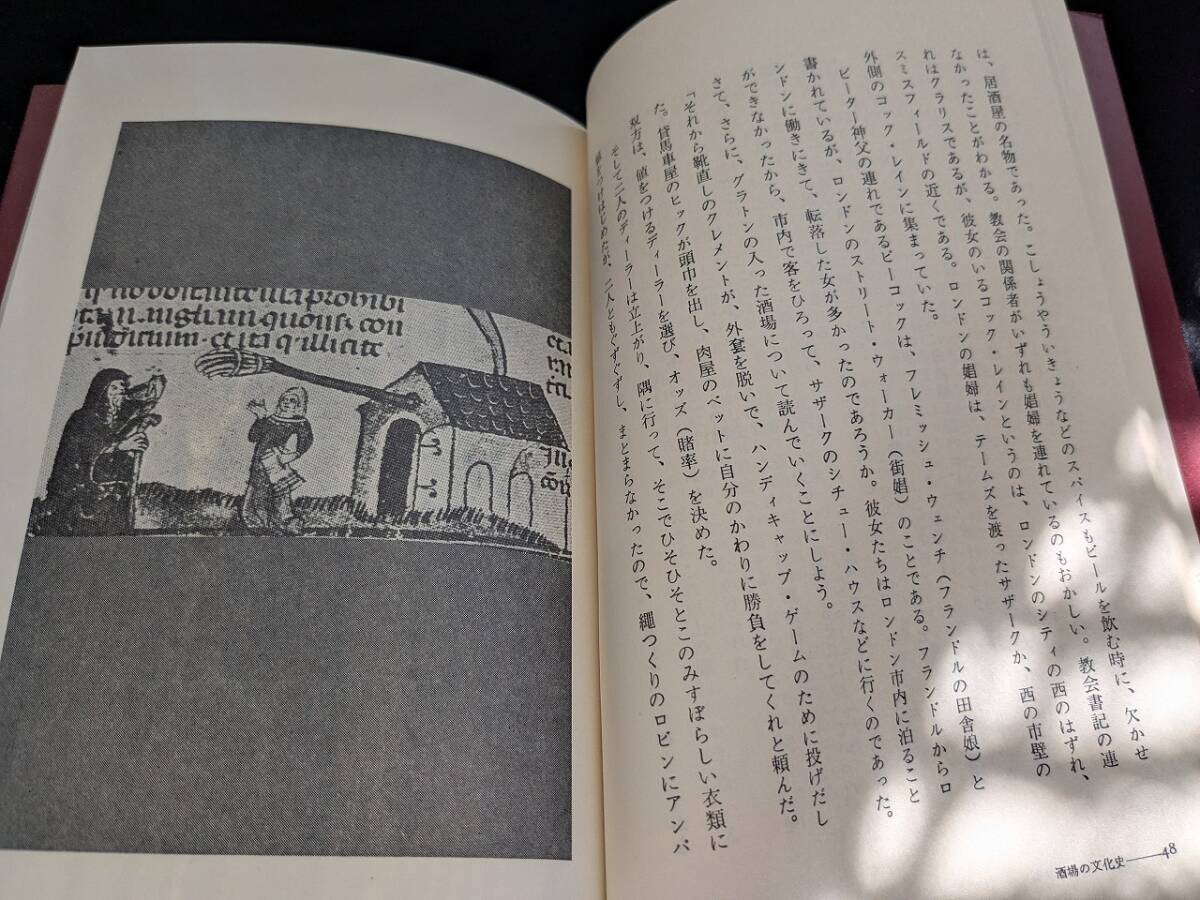 は、居酒屋の名物であった。こしょうやういきょうなどのスパイスもビールを飲む時に、欠かせ
なかったことがわかる。教会の関係者がいずれも娼婦を連れているのもおかしい。教会書記の連
れはクラリスであるが、彼女のいるコック・レインというのは、ロンドンのシティの西のはずれ、
スミスフィールドの近くである。ロンドンの娼婦は、テームズを渡ったサザークか、西の市壁の
外側のコック・レインに集まっていた。
ピーター神父の連れであるピーコックは、フレミッシュ・ウェンチ（フランドルの田舎娘）と
書かれているが、ロンドンのストリート・ウォーカー（街娼）のことである。フランドルからロ
ンドンに働きにきて、転落した女が多かったのであろうか。彼女たちはロンドン市内に泊ること
ができなかったから、市内で客をひろって、サザークのシチュー・ハウスなどに行くのであった。
さて、さらに、グラトンの入った酒場について読んでいくことにしよう。
「それから靴直しのクレメントが、外套を脱いで、ハンディキャップ・ゲームのために投げだし
た。貸馬車屋のヒックが頭巾を出し、肉屋のベットに自分のかわりに勝負をしてくれと頼んだ。
双方は、値をつけるディーラーを選び、オッズ（賭率）を決めた。
そして二人のディーラーは立上がり、隅に行って、そこでひそひそとこのみすぼらしい衣類に
値をつけはじめたが、二人ともぐずぐずし、まとまらなかったので、縄つくりのロビンにアンパ
酒場の文化史――48